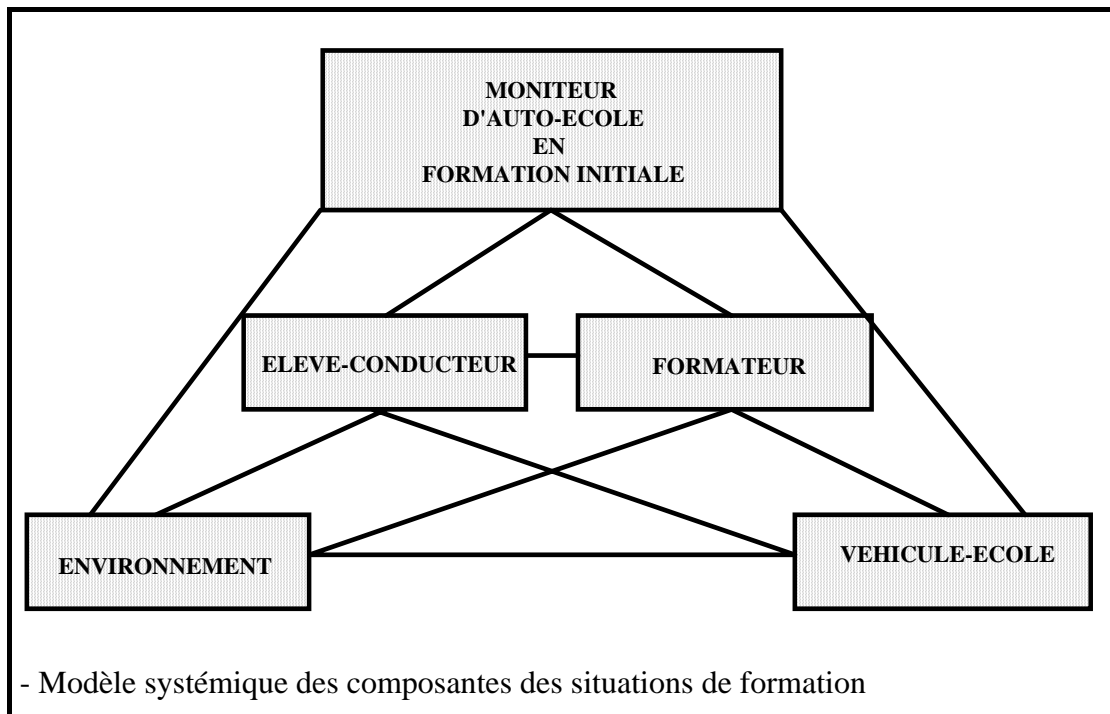 MONITEUR
D'AUTO-ECOLE
EN
FORMATION INITIALE
ELEVE-CONDUCTEUR
FORMATEUR
ENVIRONNEMENT
VEHICULE-ECOLE
- Modèle systémique des composantes des situations de formation